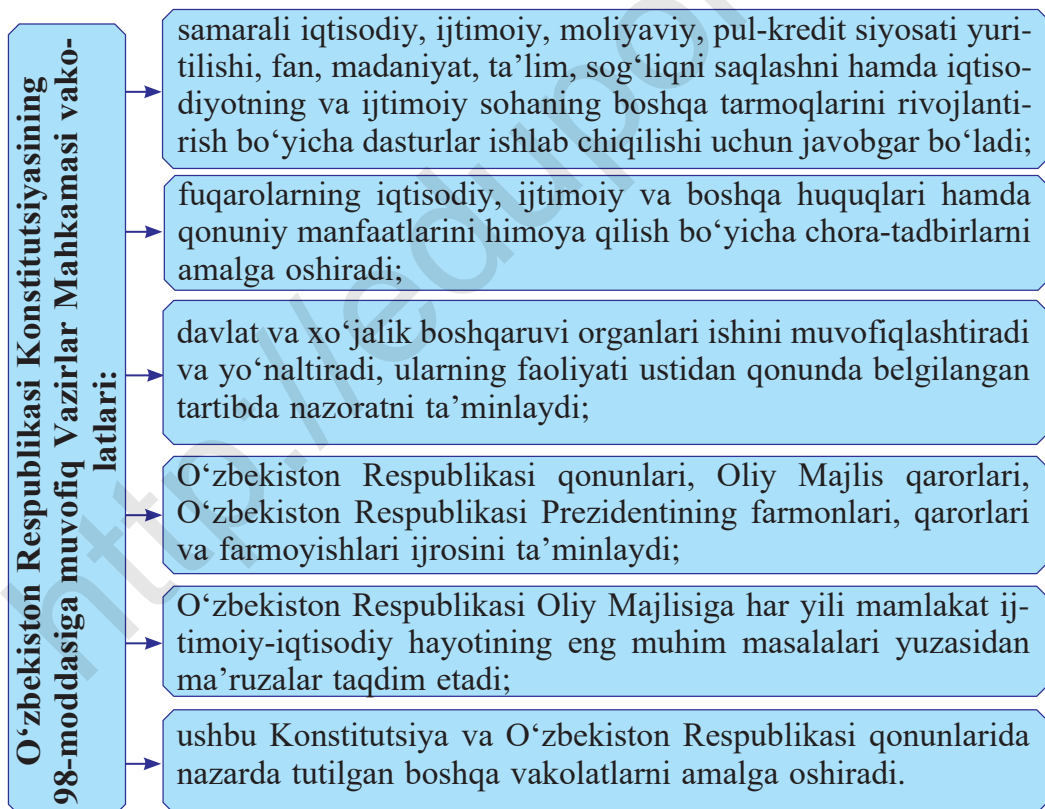 O‘zbekiston Respublikasi Konstitutsiyasining
98-moddasiga muvofiq Vazirlar Mahkamasi vako-
latlari:
samarali iqtisodiy, ijtimoiy, moliyaviy, pul-kredit siyosati yuri-
tilishi, fan, madaniyat, ta’lim, sog‘liqni saqlashni hamda iqtiso-
diyotning va ijtimoiy sohaning boshqa tarmoqlarini rivojlanti-
rish bo‘yicha dasturlar ishlab chiqilishi uchun javobgar bo‘ladi;
fuqarolarning iqtisodiy, ijtimoiy va boshqa huquqlari hamda
qonuniy manfaatlarini himoya qilish bo‘yicha chora-tadbirlarni
amalga oshiradi;
davlat va xo‘jalik boshqaruvi organlari ishini muvofiqlashtiradi
va yo‘naltiradi, ularning faoliyati ustidan qonunda belgilangan
tartibda nazoratni ta’minlaydi;
O‘zbekiston Respublikasi qonunlari, Oliy Majlis qarorlari,
O‘zbekiston Respublikasi Prezidentining farmonlari, qarorlari
va farmoyishlari ijrosini ta’minlaydi;
O‘zbekiston Respublikasi Oliy Majlisiga har yili mamlakat ij-
timoiy-iqtisodiy hayotining eng muhim masalalari yuzasidan
ma’ruzalar taqdim etadi;
ushbu Konstitutsiya va O‘zbekiston Respublikasi qonunlarida
nazarda tutilgan boshqa vakolatlarni amalga oshiradi.